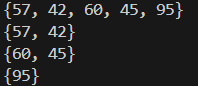 {57, 42, 60, 45, 95}
{57, 42}
{60, 45}
{95}